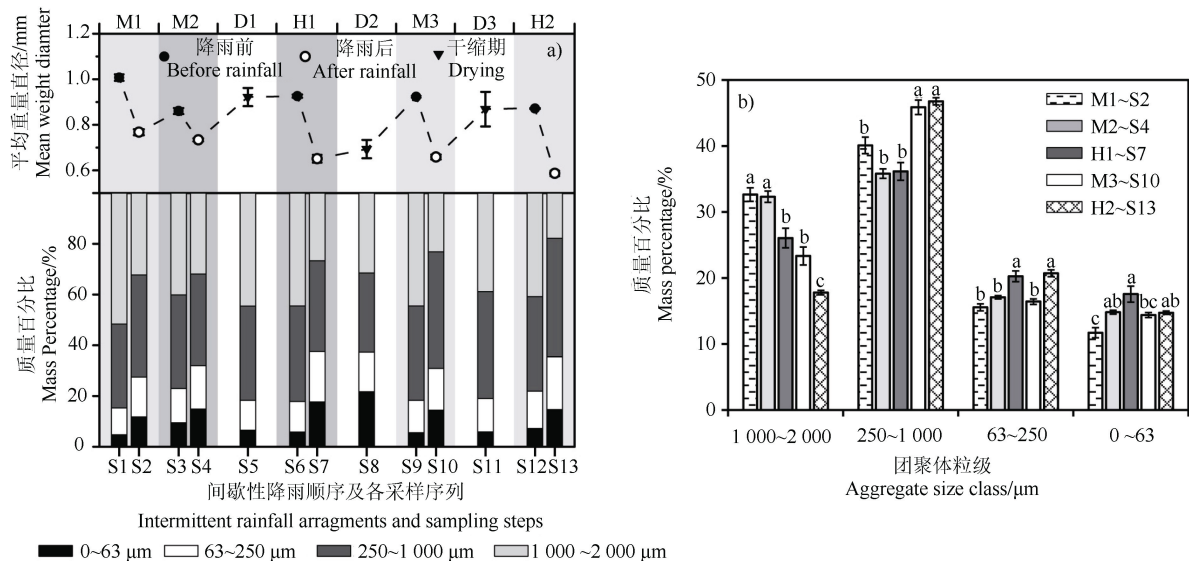 M1 M2 D1 H1 D2 M3 D3 H2
a)
降雨前 降雨后 干缩期
Before rainfall After rainfall Drying
平均重量直径/mm
Mean weight diamter
1.2
1.0
0.8
0.6
质量百分比
Mass Percentage/%
80
60
40
20
0
S1 S2 S3 S4 S5 S6 S7 S8 S9 S10 S11 S12 S13
间歇性降雨顺序及各采样序列
Intermittent rainfall arragments and sampling steps
0~63 μm 63~250 μm 250~1 000 μm 1 000 ~2 000 μm
b)
质量百分比
Mass percentage/%
50
40
30
20
10
0
M1~S2
M2~S4
H1~S7
M3~S10
H2~S13
a a b b c
b b b a a
b b a b a
c ab a bc ab
1 000~2 000 250~1 000 63~250 0 ~63
团聚体粒级
Aggregate size class/μm